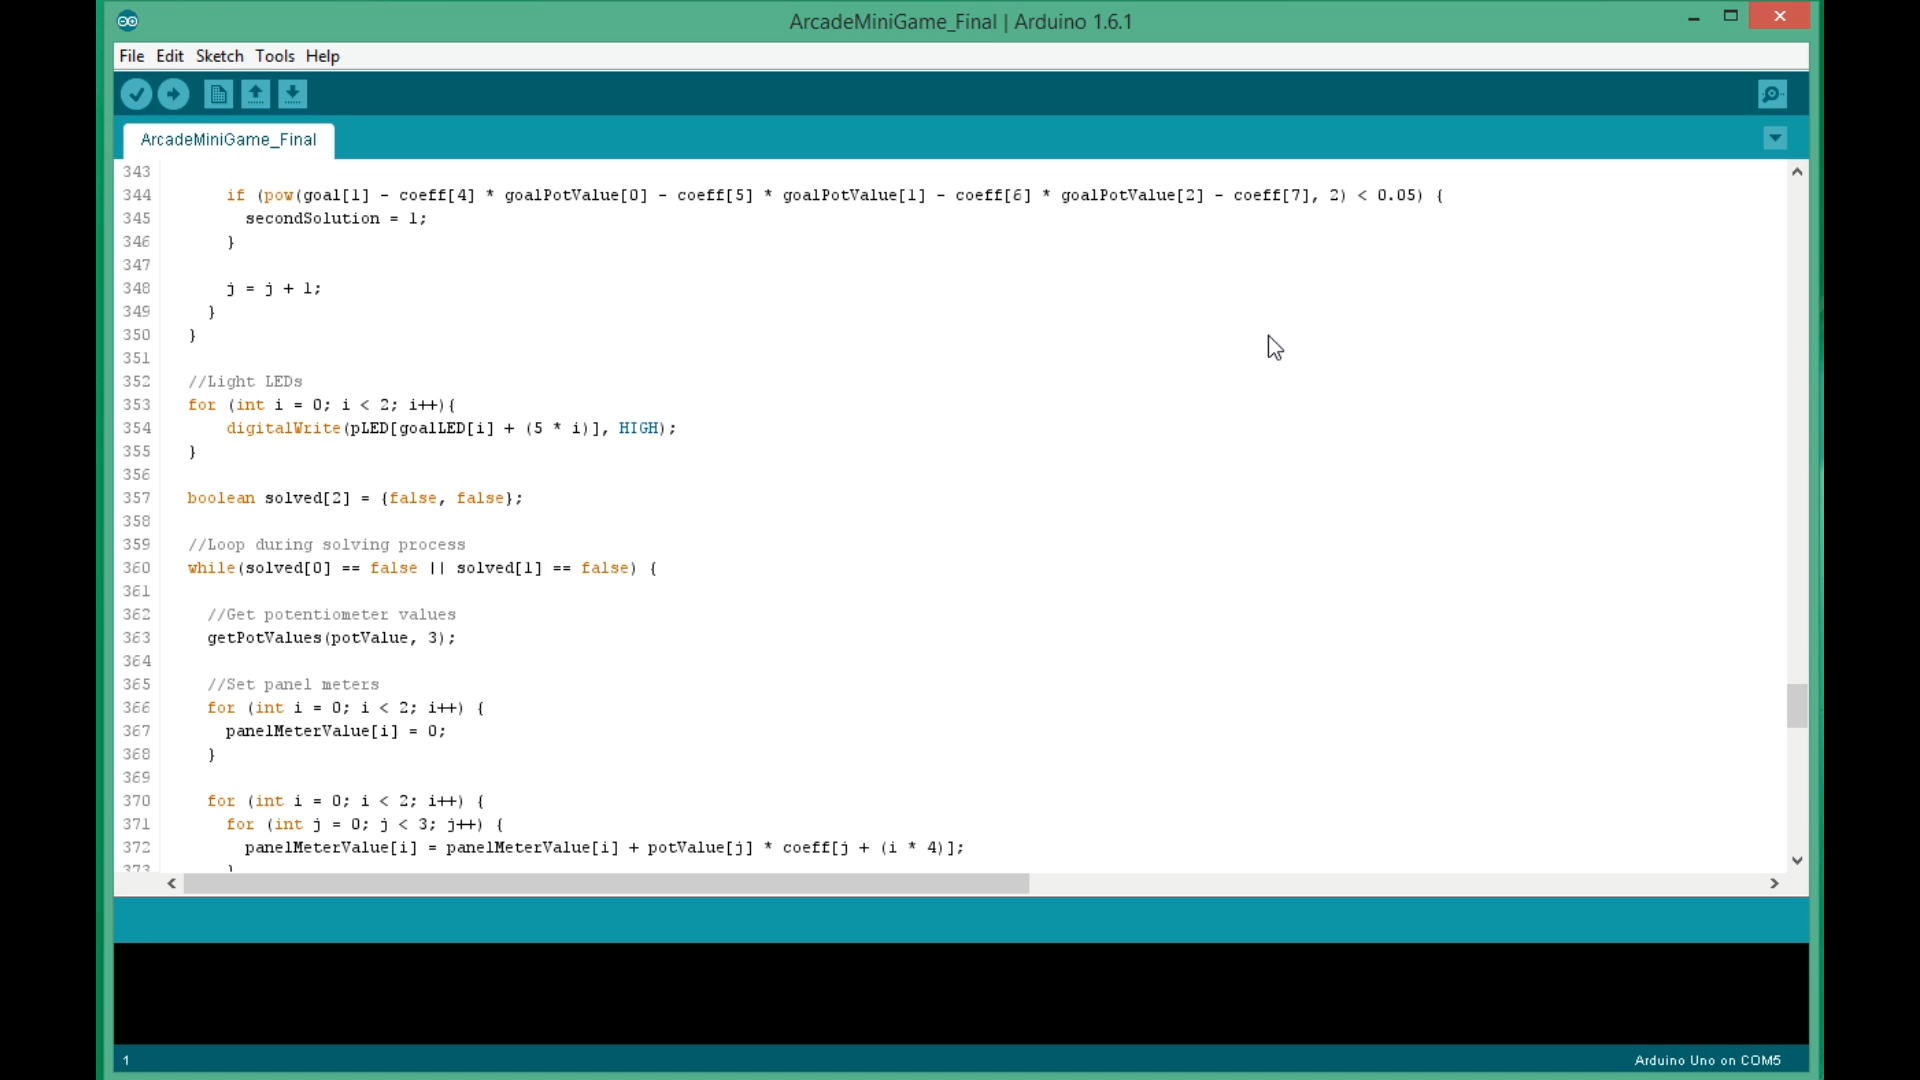 ArcadeMiniGame_Final | Arduino 1.6.1
File Edit Sketch Tools Help
ArcadeMiniGame_Final
343
344 if (pow(goal[1] - coeff[4] * goalPotValue[0] - coeff[5] * goalPotValue[1] - coeff[6] * goalPotValue[2] - coeff[7], 2) < 0.05) {
345 secondSolution = 1;
346 }
347
348 j = j + 1;
349 }
350 }
351
352 //Light LEDs
353 for (int i = 0; i < 2; i++){
354 digitalWrite(pLED[goalLED[i] + (5 * i)], HIGH);
355 }
356
357 boolean solved[2] = {false, false};
358
359 //Loop during solving process
360 while(solved[0] == false || solved[1] == false) {
361
362 //Get potentiometer values
363 getPotValues(potValue, 3);
364
365 //Set panel meters
366 for (int i = 0; i < 2; i++) {
367 panelMeterValue[i] = 0;
368 }
369
370 for (int i = 0; i < 2; i++) {
371 for (int j = 0; j < 3; j++) {
372 panelMeterValue[i] = panelMeterValue[i] + potValue[j] * coeff[j + (i * 4)];
373 }
1 Arduino Uno on COM5